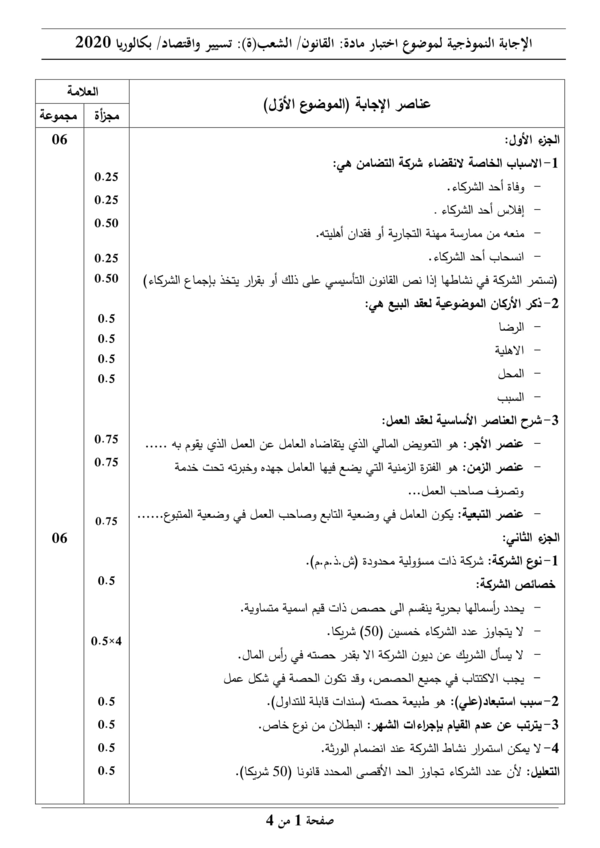 الإجابة النموذجية لموضوع اختبار مادة: القانون/ الشعب(ة): تسيير واقتصاد/ بكالوريا 2020
العلامة
عناصر الإجابة (الموضوع الأوّل)
مجزأة
مجموعة
06
الجزء الأول:
1-الاسباب الخاصة لانقضاء شركة التضامن هي:
0.25
– وفاة أحد الشركاء.
0.25
– إفلاس أحد الشركاء .
0.50
– منعه من ممارسة مهنة التجارية أو فقدان أهليته.
0.25
– انسحاب أحد الشركاء.
0.50
(تستمر الشركة في نشاطها إذا نص القانون التأسيسي على ذلك أو بقرار يتخذ بإجماع الشركاء)
2-ذكر الأركان الموضوعية لعقد البيع هي:
0.5
– الرضا
0.5
– الاهلية
0.5
– المحل
0.5
– السبب
3-شرح العناصر الأساسية لعقد العمل:
0.75
– عنصر الأجر: هو التعويض المالي الذي يتقاضاه العامل عن العمل الذي يقوم به .....
0.75
– عنصر الزمن: هو الفترة الزمنية التي يضع فيها العامل جهده وخبرته تحت خدمة
وتصرف صاحب العمل...
0.75
– عنصر التبعية: يكون العامل في وضعية التابع وصاحب العمل في وضعية المتبوع......
06
الجزء الثاني:
1-نوع الشركة: شركة ذات مسؤولية محدودة (ش.ذ.م.م).
0.5
خصائص الشركة:
– يحدد رأسمالها بحرية ينقسم الى حصص ذات قيم اسمية متساوية.
– لا يتجاوز عدد الشركاء خمسين (50) شريكا.
0.5×4
– لا يسأل الشريك عن ديون الشركة الا بقدر حصته في رأس المال.
– يجب الاكتتاب في جميع الحصص، وقد تكون الحصة في شكل عمل
0.5
2-سبب استبعاد(علي): هو طبيعة حصته (سندات قابلة للتداول).
0.5
3-يترتب عن عدم القيام بإجراءات الشهر: البطلان من نوع خاص.
0.5
4-لا يمكن استمرار نشاط الشركة عند انضمام الورثة.
0.5
التعليل: لأن عدد الشركاء تجاوز الحد الأقصى المحدد قانونا (50 شريكا).
صفحة 1 من 4